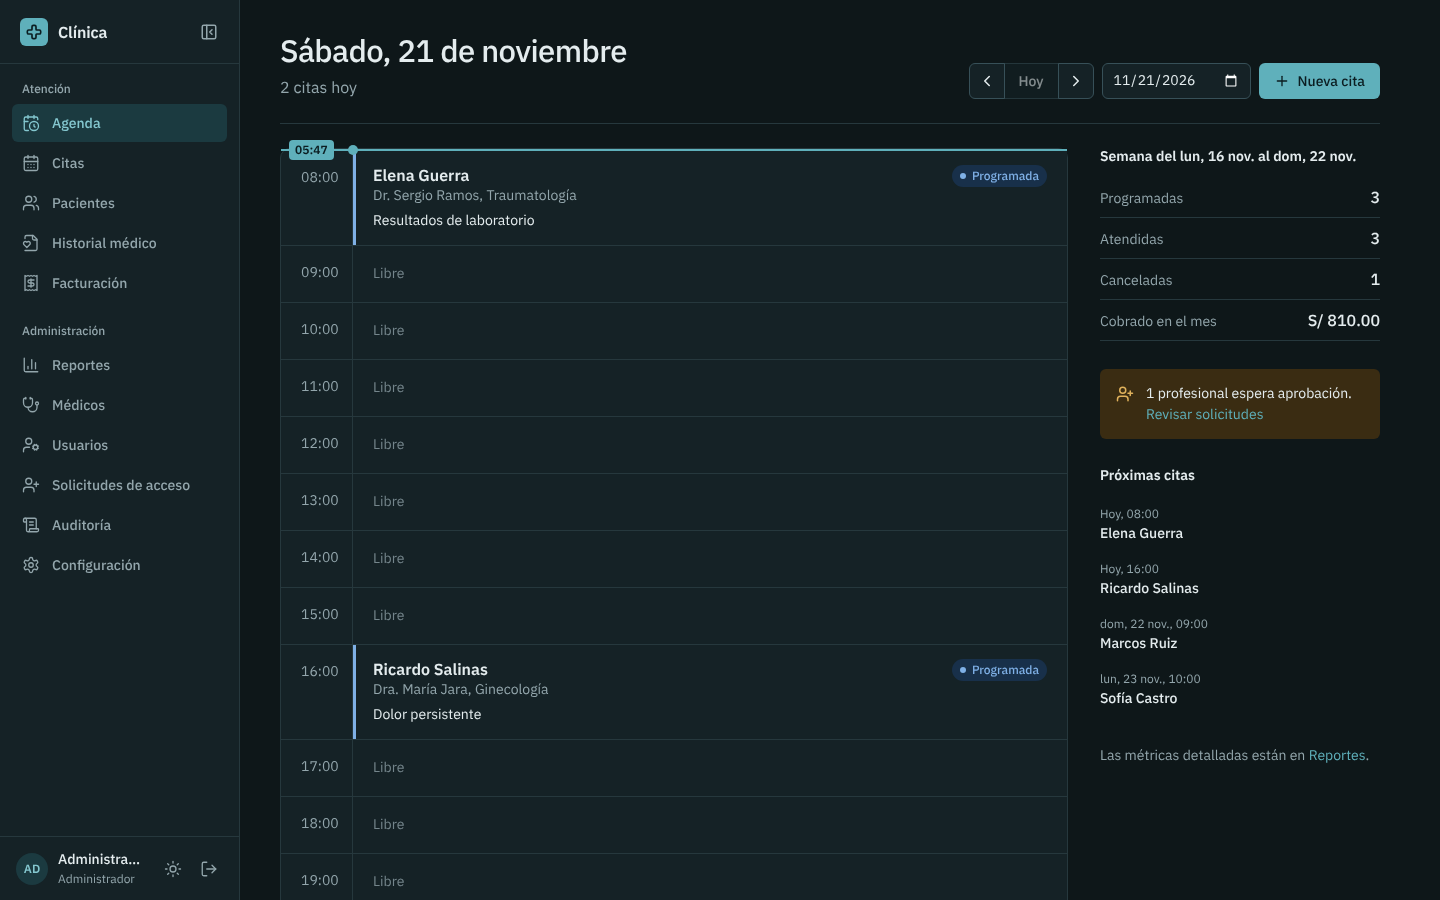 Clínica
Atención
Agenda
Citas
Pacientes
Historial médico
Facturación
Administración
Reportes
Médicos
Usuarios
Solicitudes de acceso
Auditoría
Configuración
AD
Administra...
Administrador
Sábado, 21 de noviembre
2 citas hoy
Hoy
11/21/2026
Nueva cita
05:47
08:00
Elena Guerra
Programada
Dr. Sergio Ramos, Traumatología
Resultados de laboratorio
09:00 Libre
10:00 Libre
11:00 Libre
12:00 Libre
13:00 Libre
14:00 Libre
15:00 Libre
16:00
Ricardo Salinas
Programada
Dra. María Jara, Ginecología
Dolor persistente
17:00 Libre
18:00 Libre
19:00 Libre
Semana del lun, 16 nov. al dom, 22 nov.
Programadas 3
Atendidas 3
Canceladas 1
Cobrado en el mes S/ 810.00
1 profesional espera aprobación.
Revisar solicitudes
Próximas citas
Hoy, 08:00
Elena Guerra
Hoy, 16:00
Ricardo Salinas
dom, 22 nov., 09:00
Marcos Ruiz
lun, 23 nov., 10:00
Sofía Castro
Las métricas detalladas están en Reportes.